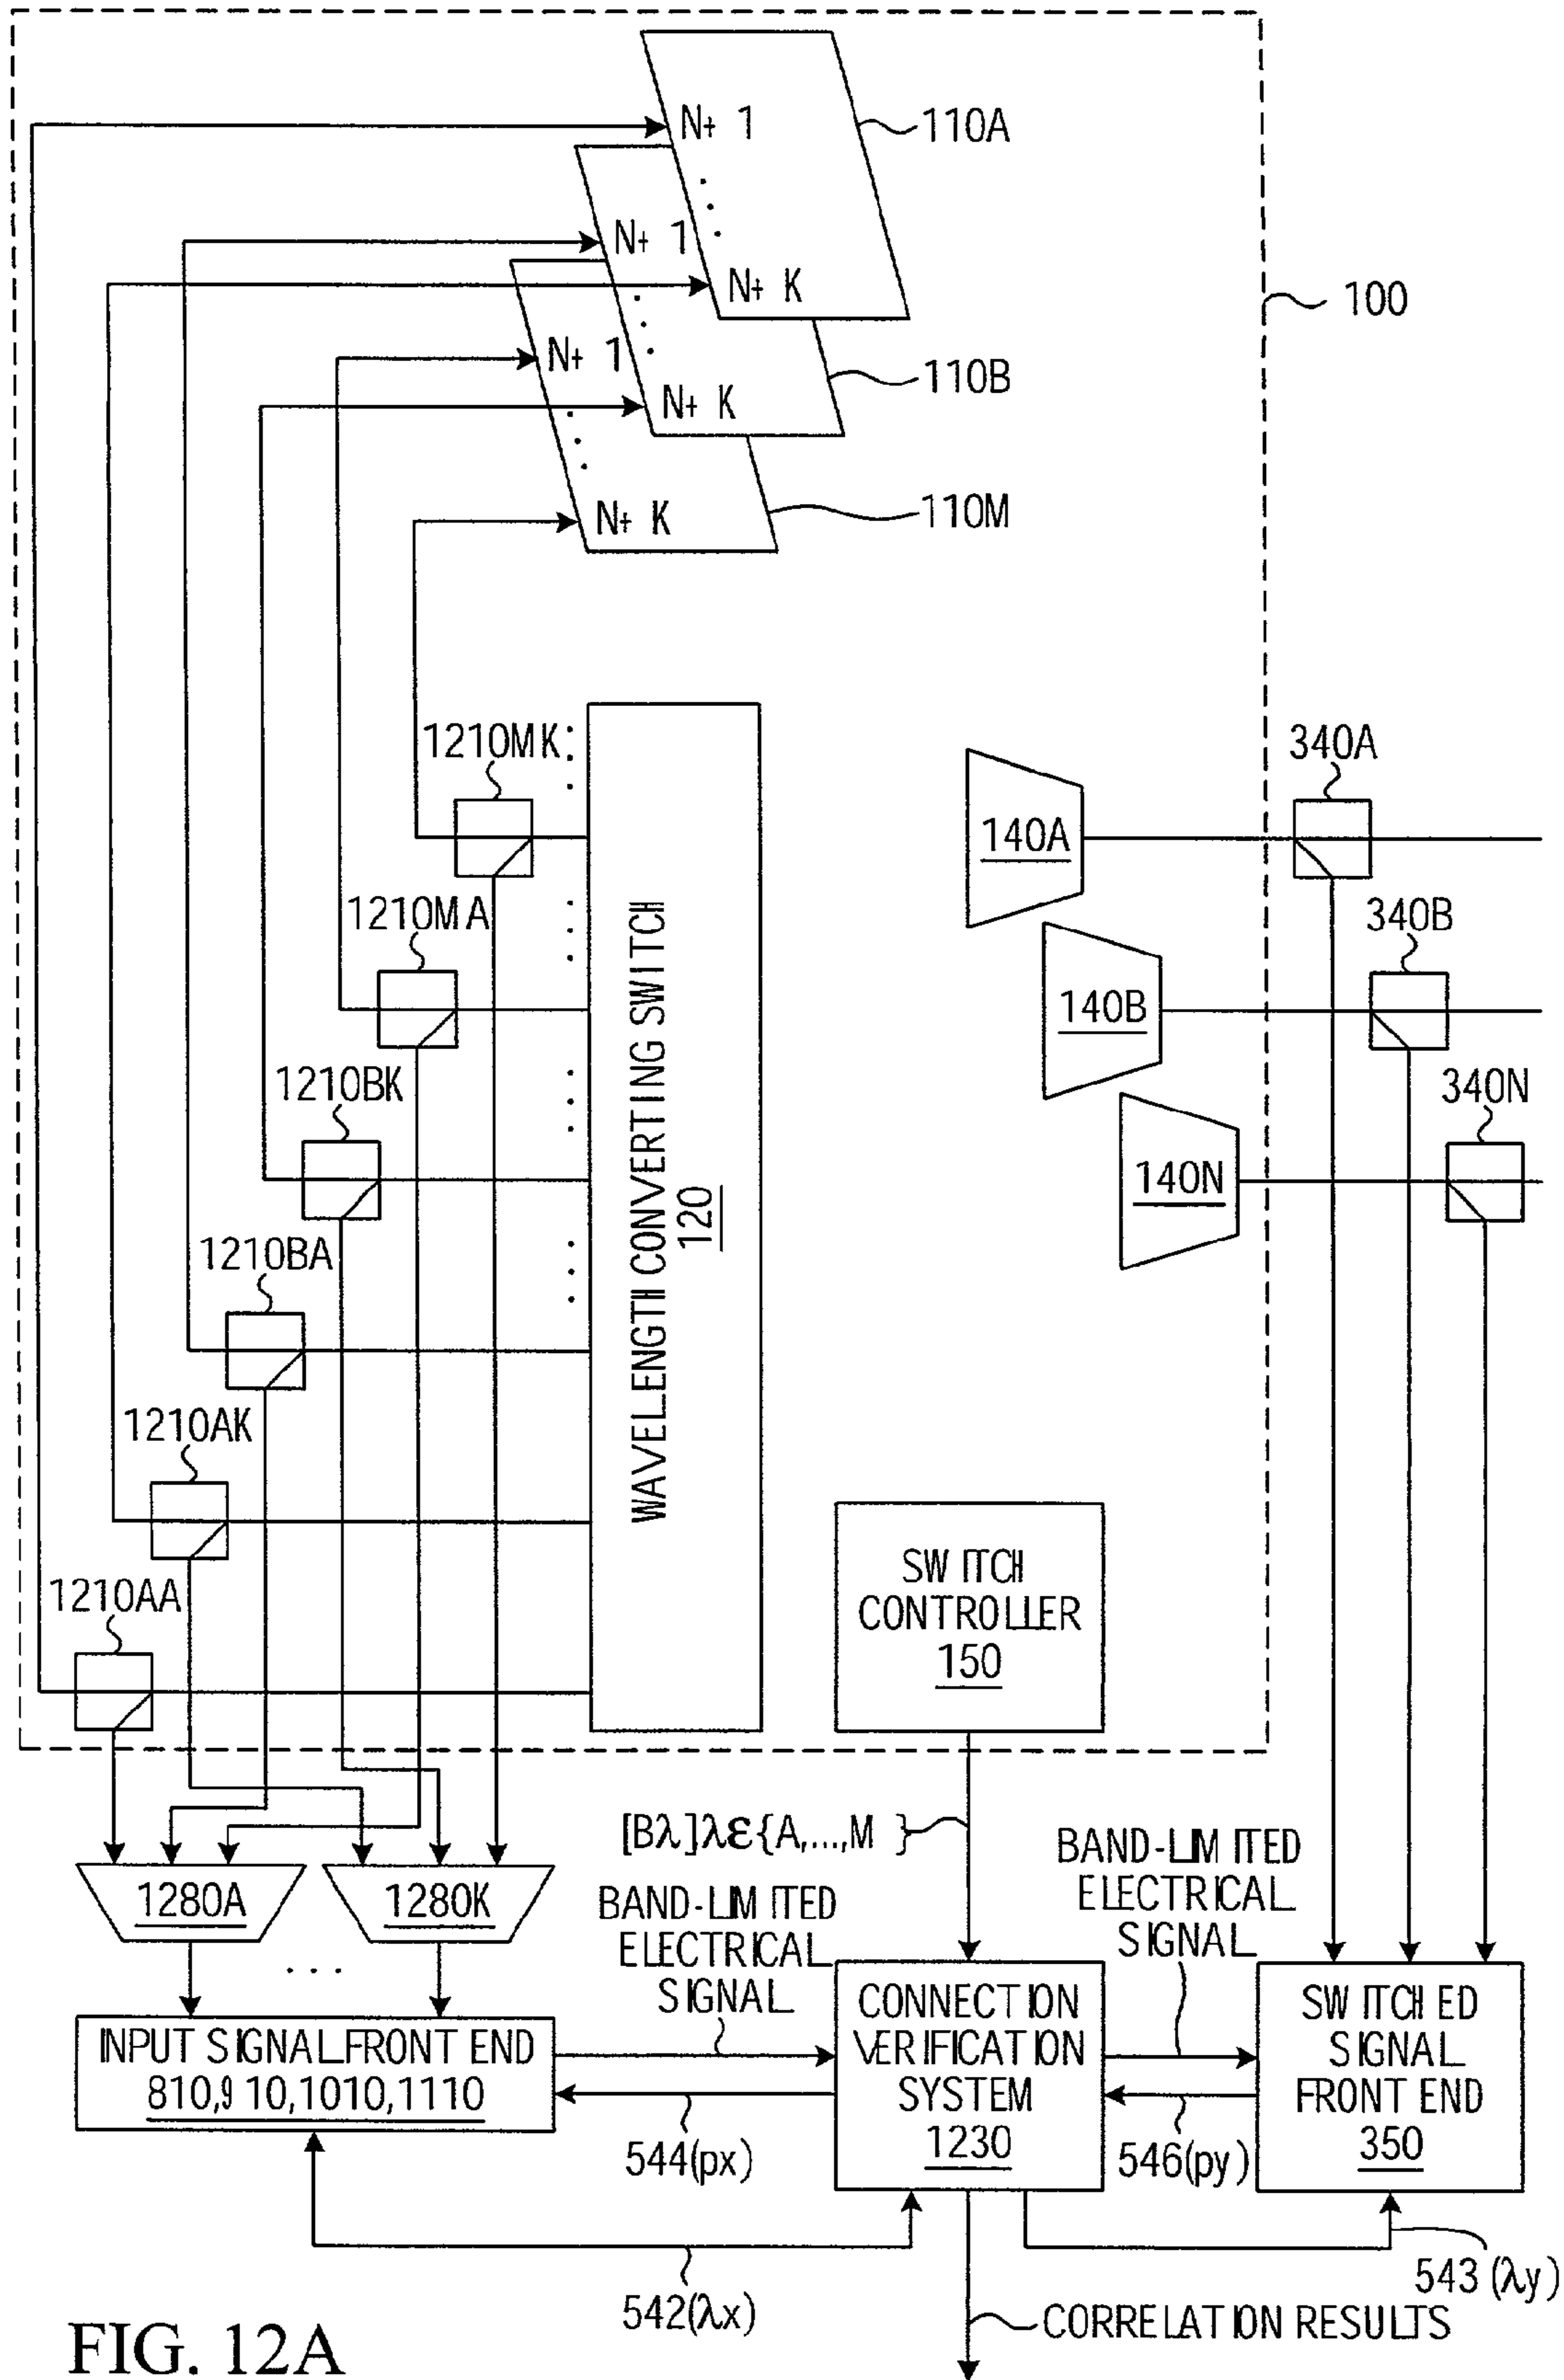 N+ 1
110A
N+ 1
N+ K
100
N+ 1
110B
N+ K
110M
N+ K
1210MK
340A
140A
1210MA
340B
140B
1210BK
340N
140N
WAVELENGTH CONVERTING SWITCH
120
1210BA
1210AK
SWITCH
CONTROLLER
150
1210AA
[Bλ]λε{A,...,M }
BAND-LIMITED
ELECTRICAL
SIGNAL
1280A
1280K
...
BAND-LIMITED
ELECTRICAL
SIGNAL
INPUT SIGNAL FRONT END
810,910,1010,1110
CONNECTION
VERIFICATION
SYSTEM
1230
SWITCHED
SIGNAL
FRONT END
350
544(px)
546(py)
542(λx)
543 (λy)
CORRELATION RESULTS
FIG. 12A